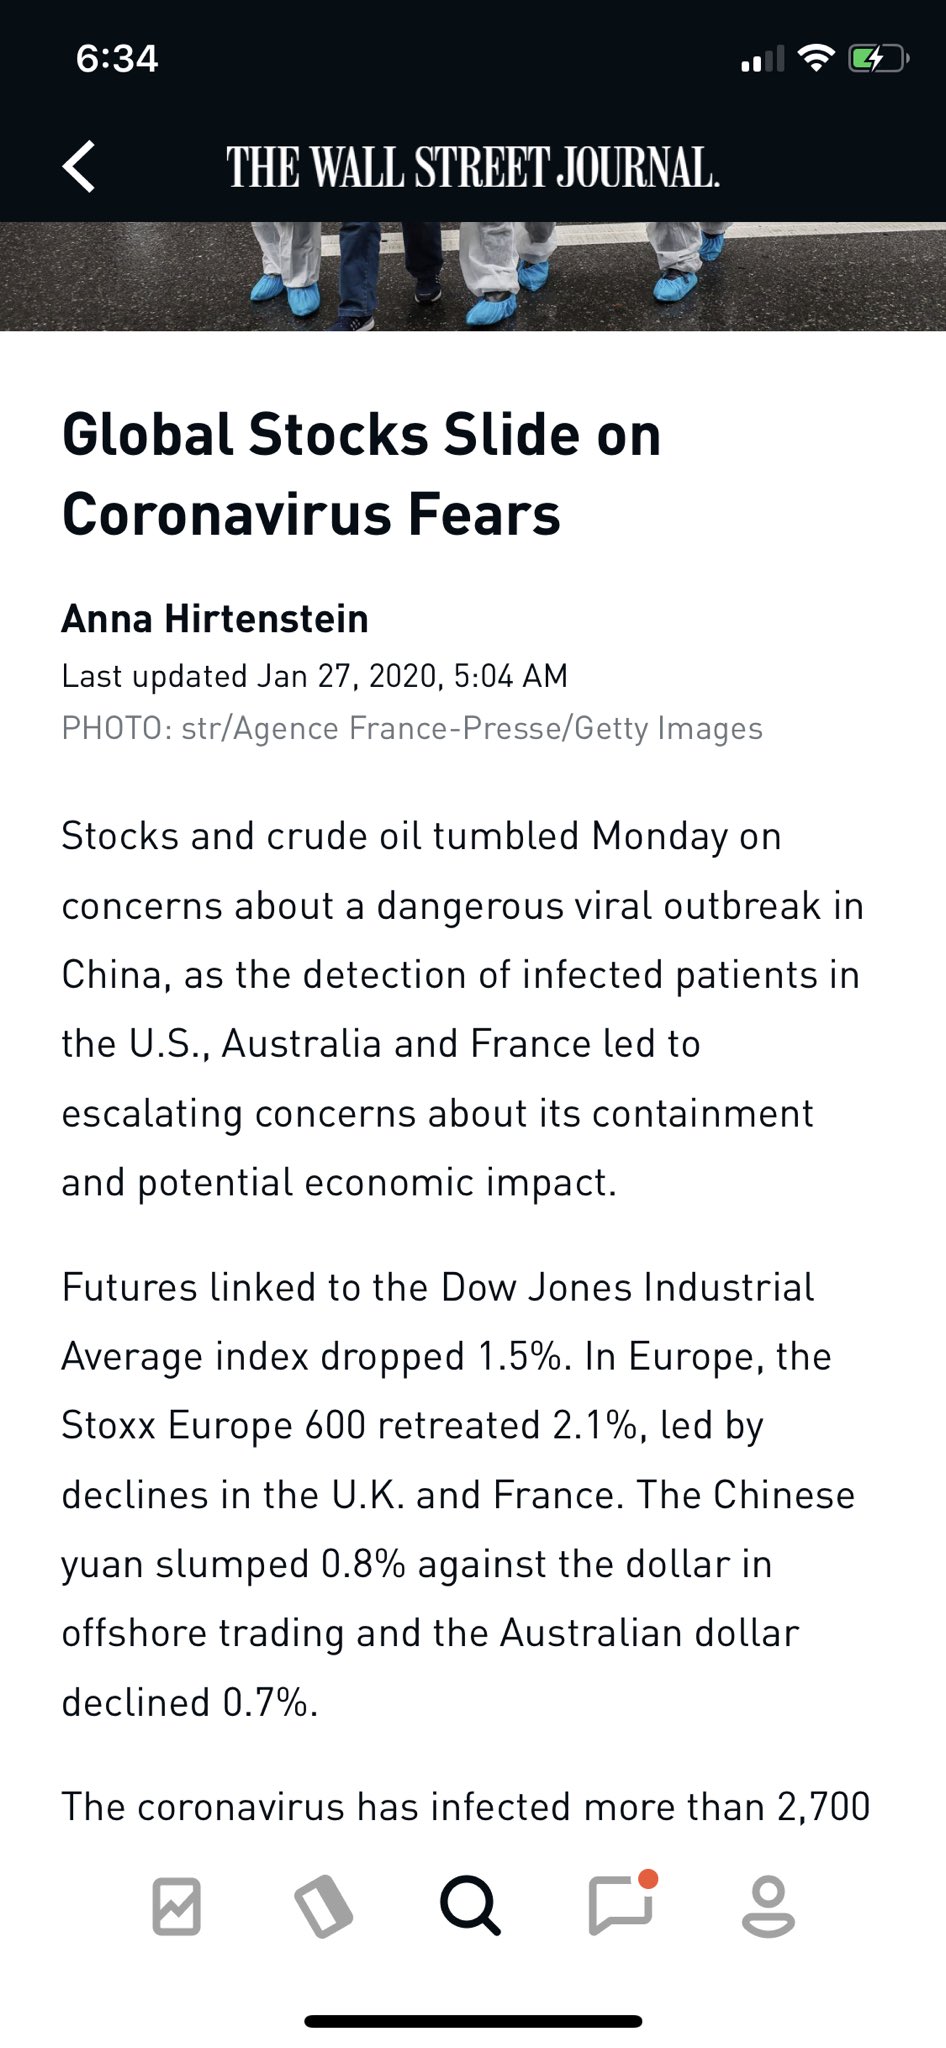 6:34
THE WALL STREET JOURNAL.
Global Stocks Slide on
Coronavirus Fears
Anna Hirtenstein
Last updated Jan 27, 2020, 5:04 AM
PHOTO: str/Agence France-Presse/Getty Images
Stocks and crude oil tumbled Monday on
concerns about a dangerous viral outbreak in
China, as the detection of infected patients in
the U.S., Australia and France led to
escalating concerns about its containment
and potential economic impact.
Futures linked to the Dow Jones Industrial
Average index dropped 1.5%. In Europe, the
Stoxx Europe 600 retreated 2.1%, led by
declines in the U.K. and France. The Chinese
yuan slumped 0.8% against the dollar in
offshore trading and the Australian dollar
declined 0.7%.
The coronavirus has infected more than 2,700